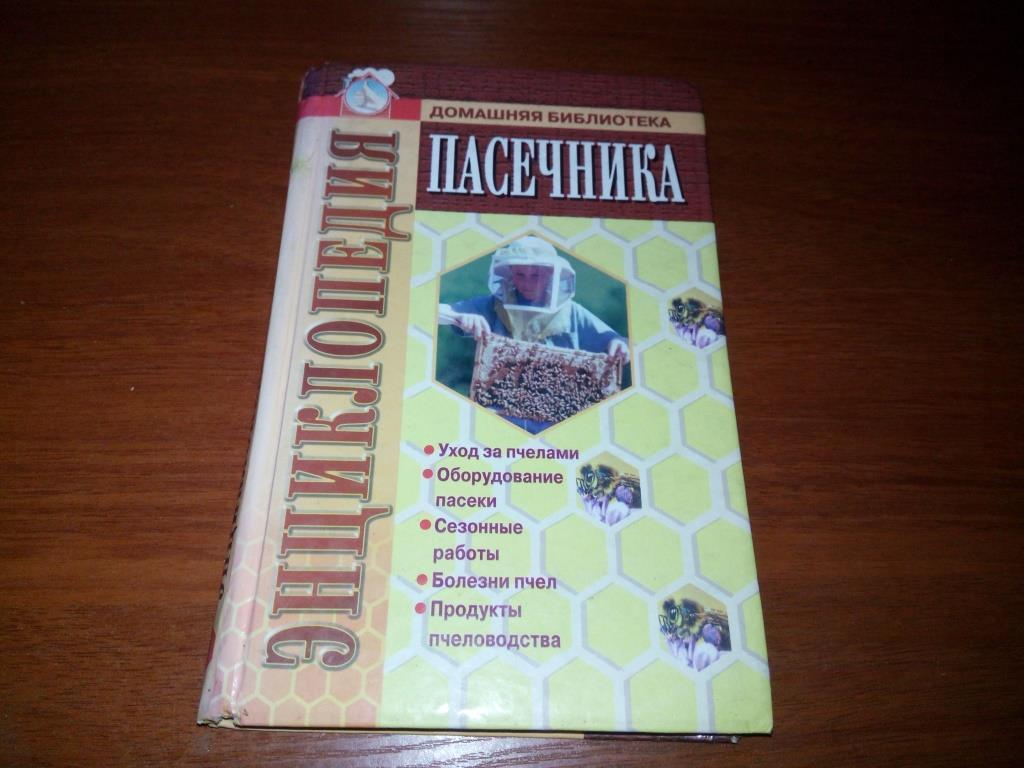 ДОМАШНЯЯ БИБЛИОТЕКА
ЭНЦИКЛОПЕДИЯ
ПАСЕЧНИКА
• Уход за пчелами
• Оборудование
пасеки
• Сезонные
работы
• Болезни пчел
• Продукты
пчеловодства